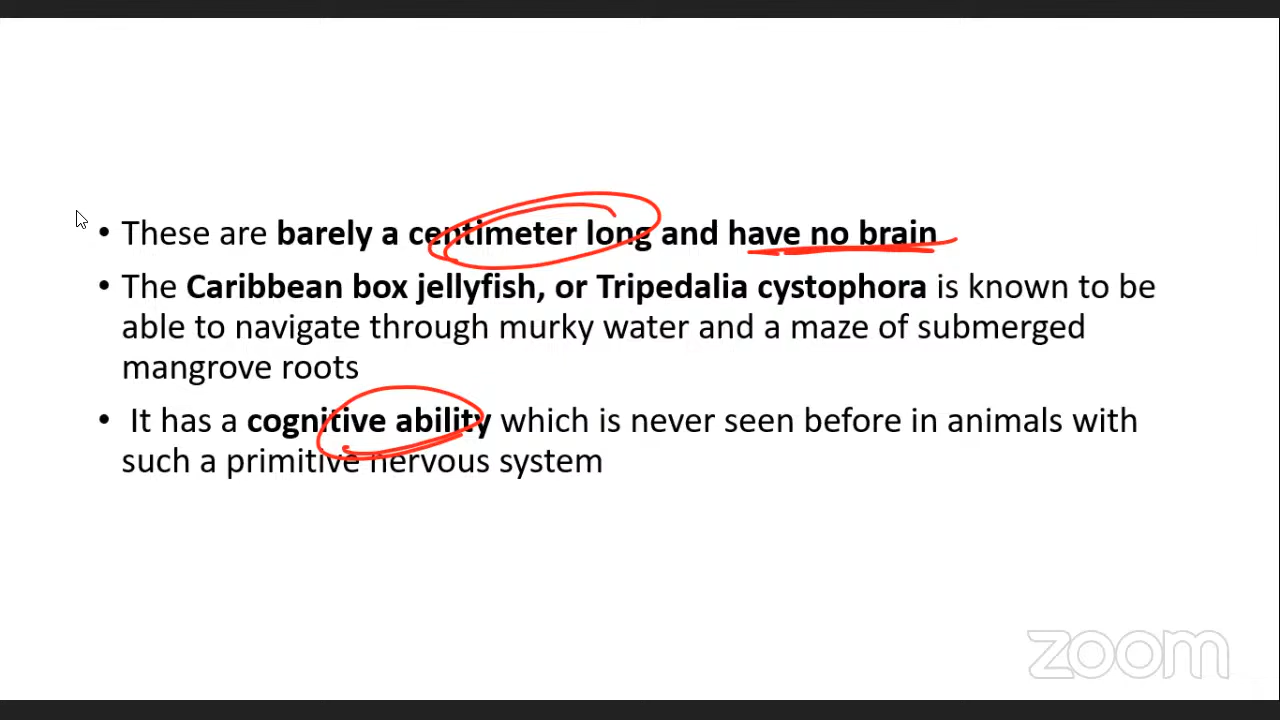 • These are barely a centimeter long and have no brain
• The Caribbean box jellyfish, or Tripedalia cystophora is known to be
able to navigate through murky water and a maze of submerged
mangrove roots
• It has a cognitive ability which is never seen before in animals with
such a primitive nervous system
zoom